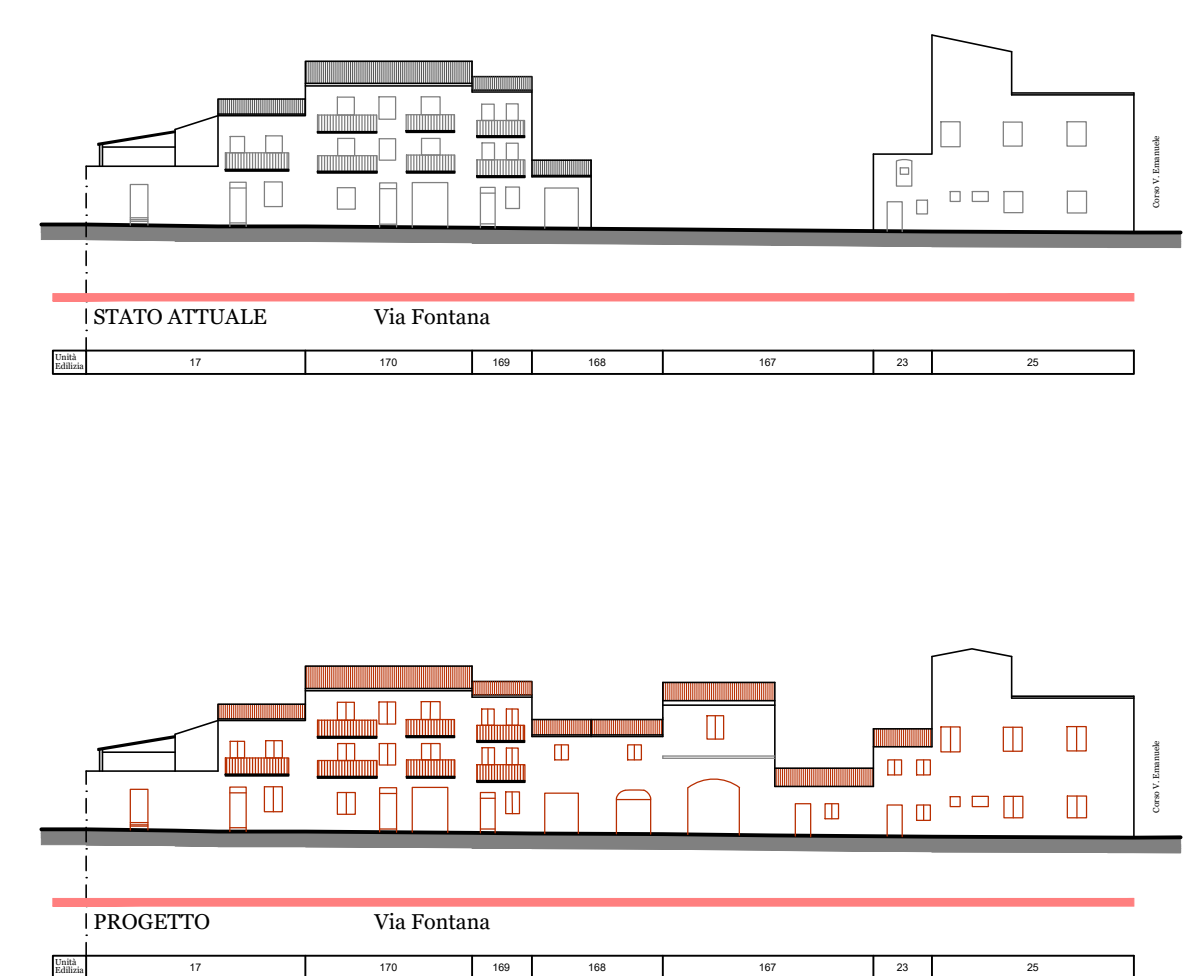 Corso V. Emanuele
STATO ATTUALE Via Fontana
Unità
Edilizia 17 170 169 168 167 23 25
Corso V. Emanuele
PROGETTO Via Fontana
Unità
Edilizia 17 170 169 168 167 23 25